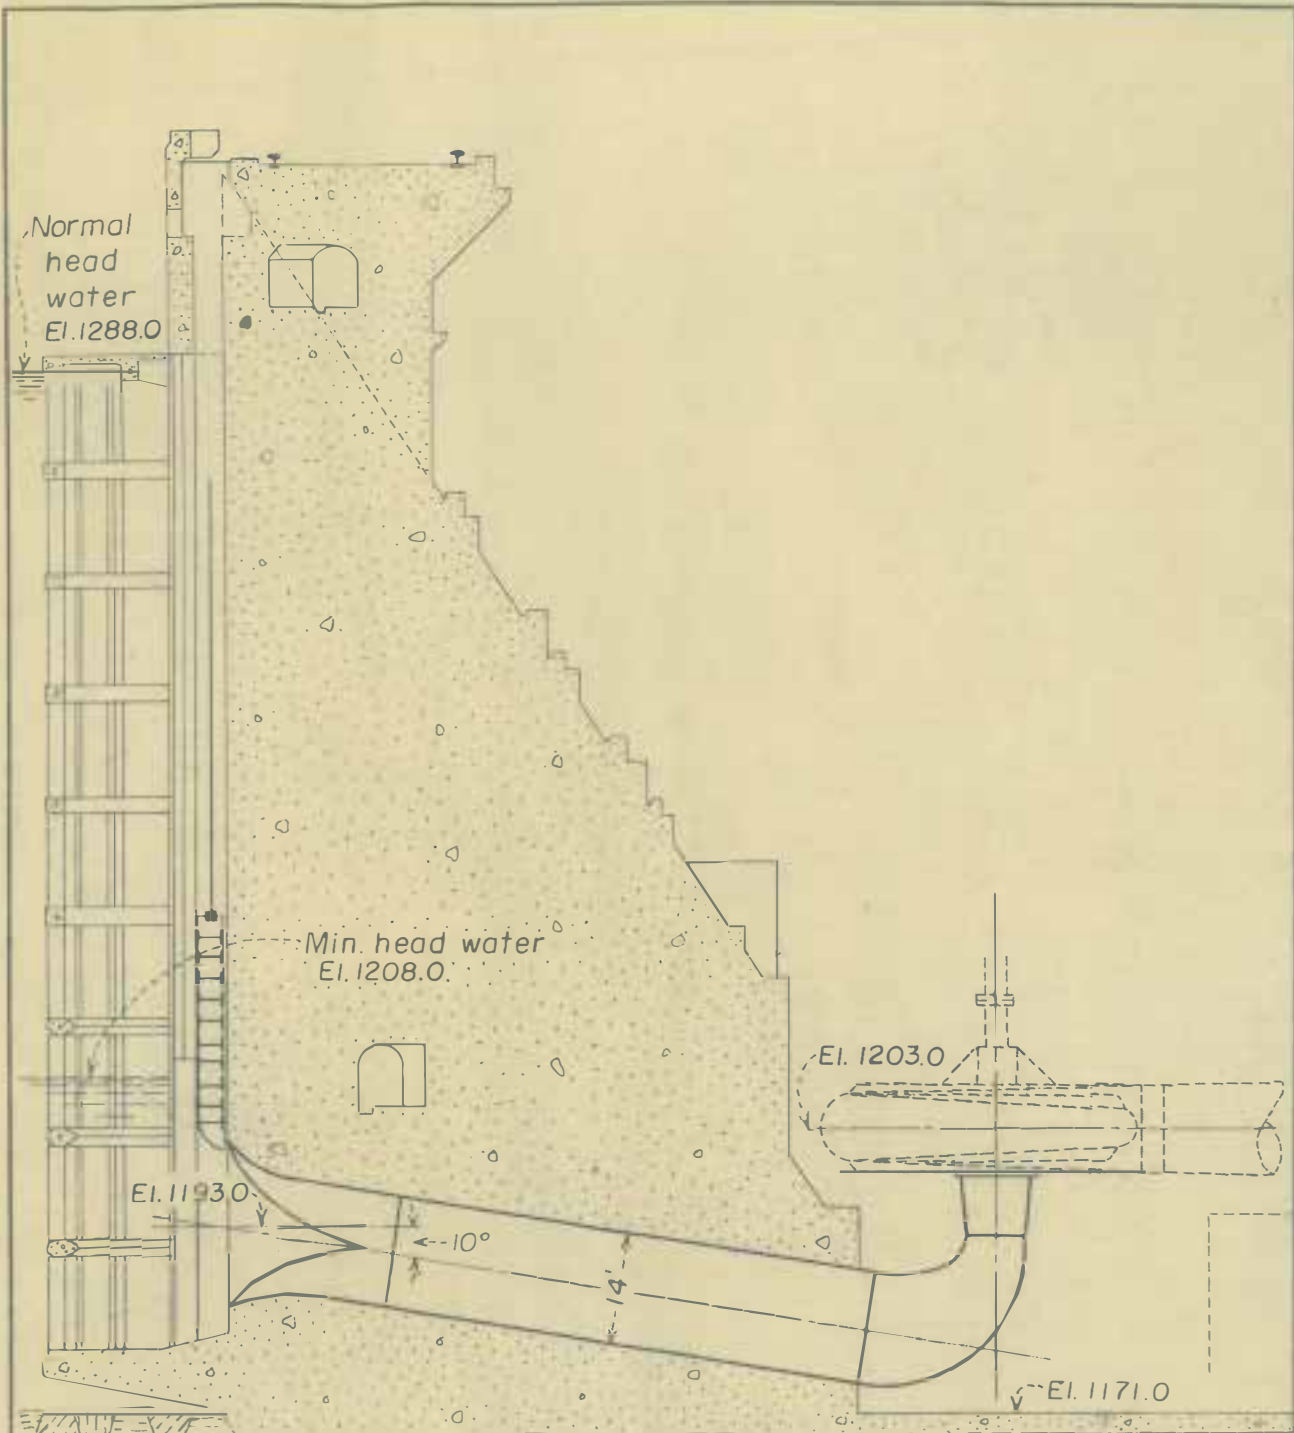 Normal
head
water
El. 1288.0
Min. head water
El. 1208.0.
El. 1203.0
El. 1193.0
10°
14'
El. 1171.0